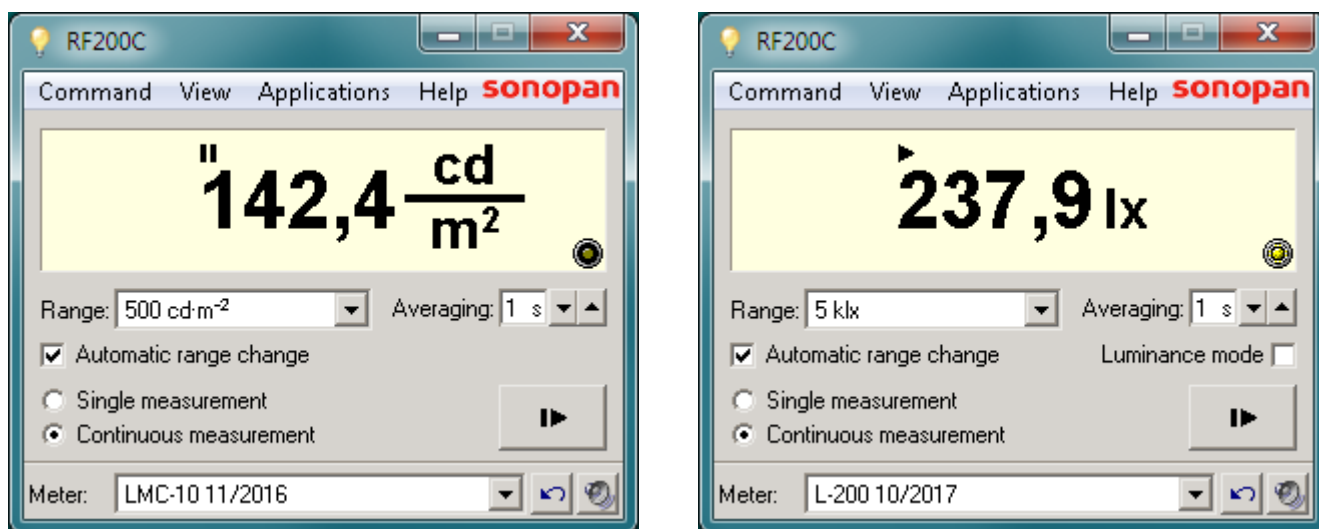 RF200C
Command View Applications Help sonopan
142,4 cd/m²
Range: 500 cd·m⁻² Averaging: 1 s
Automatic range change
Single measurement
Continuous measurement
Meter: LMC-10 11/2016
RF200C
Command View Applications Help sonopan
237,9 lx
Range: 5 klx Averaging: 1 s
Automatic range change Luminance mode
Single measurement
Continuous measurement
Meter: L-200 10/2017